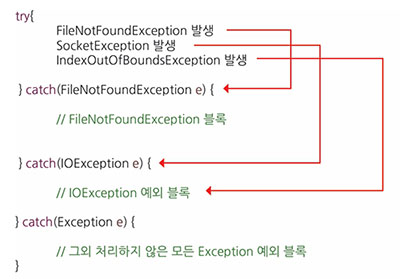 try{
FileNotFoundException 발생
SocketException 발생
IndexOutOfBoundsException 발생
} catch(FileNotFoundException e) {
// FileNotFoundException 블록
} catch(IOException e) {
// IOException 예외 블록
} catch(Exception e) {
// 그외 처리하지 않은 모든 Exception 예외 블록
}